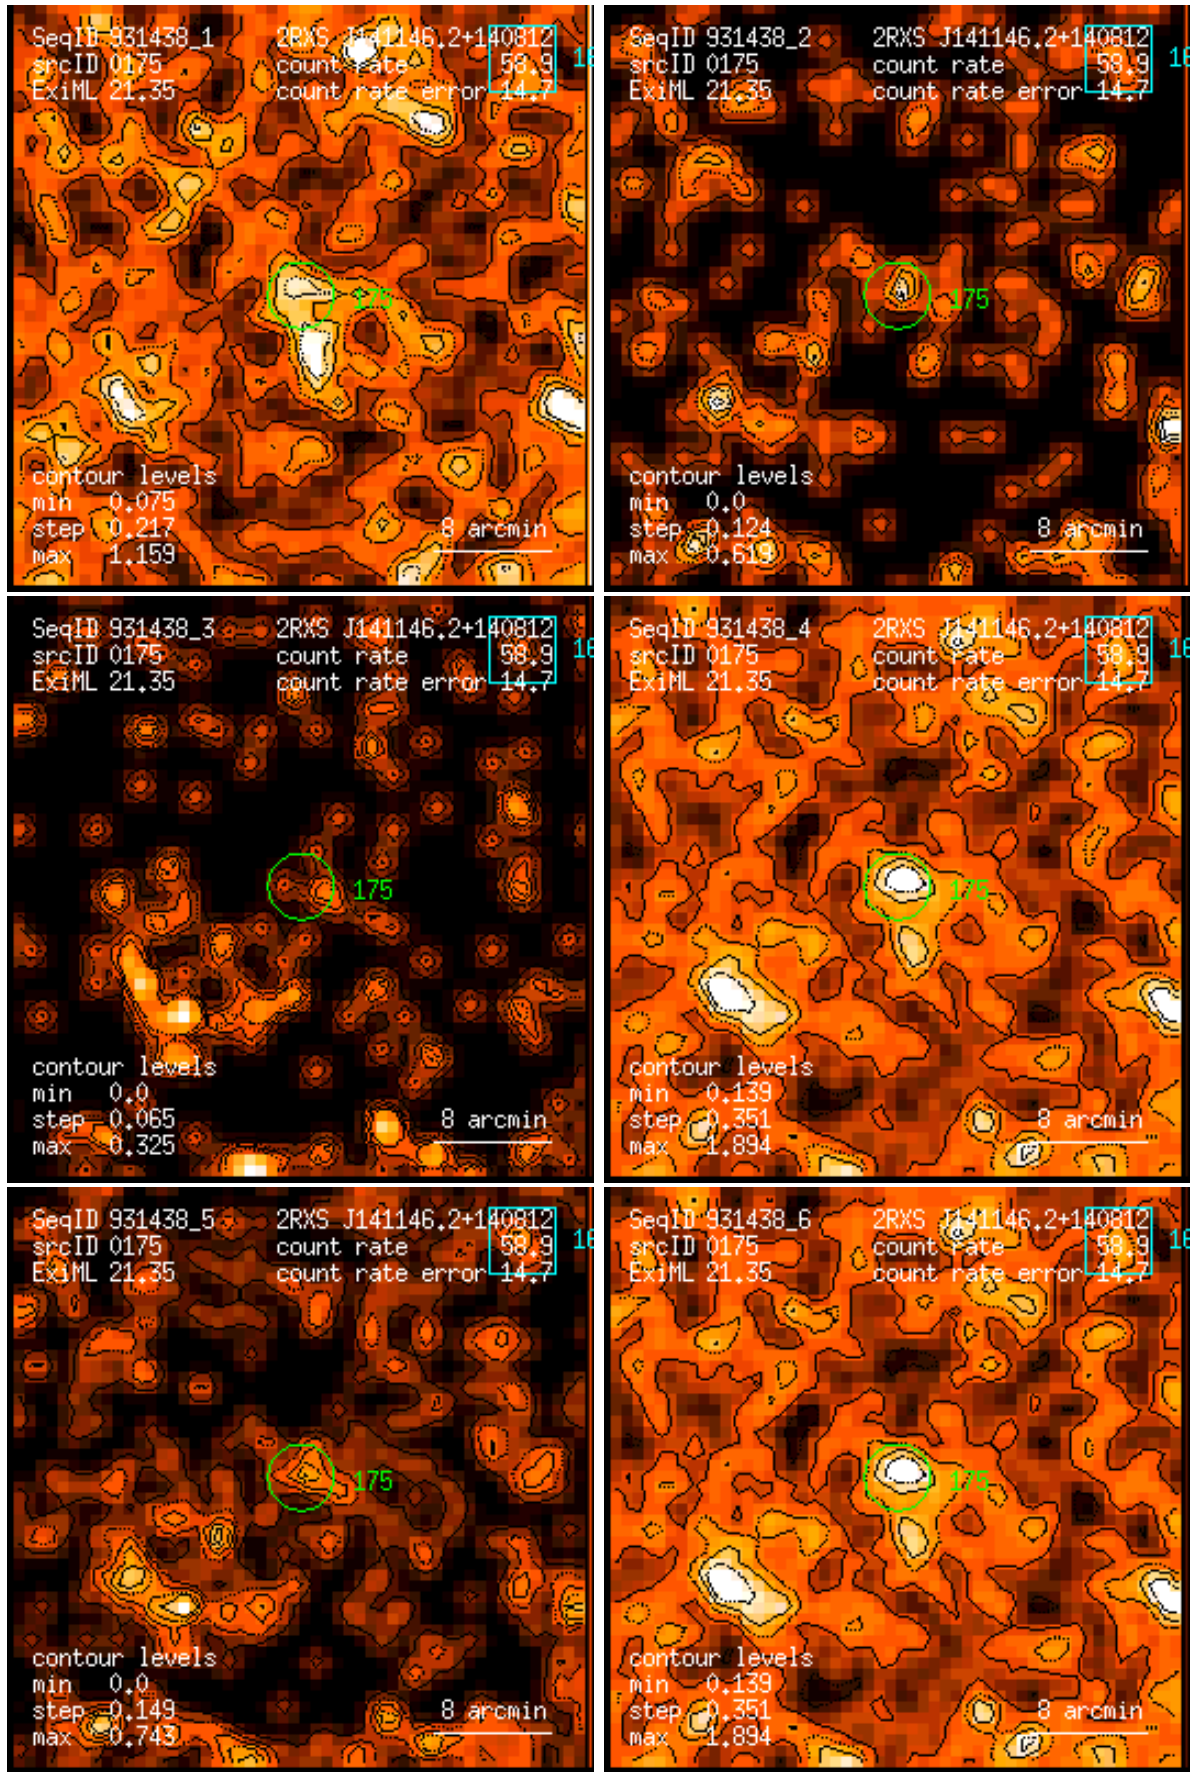 SeqID 931438_1 2RXS J141146.2+140812
srcID 0175 count rate 58.9 16
ExiML 21.35 count rate error 14.7
175
contour levels
min 0.075
step 0.217 8 arcmin
max 1.159
SeqID 931438_2 2RXS J141146.2+140812
srcID 0175 count rate 58.9 16
ExiML 21.35 count rate error 14.7
175
contour levels
min 0.0
step 0.124 8 arcmin
max 0.619
SeqID 931438_3 2RXS J141146.2+140812
srcID 0175 count rate 58.9 16
ExiML 21.35 count rate error 14.7
175
contour levels
min 0.0
step 0.065 8 arcmin
max 0.325
SeqID 931438_4 2RXS J141146.2+140812
srcID 0175 count rate 58.9 16
ExiML 21.35 count rate error 14.7
175
contour levels
min 0.139
step 0.351 8 arcmin
max 1.894
SeqID 931438_5 2RXS J141146.2+140812
srcID 0175 count rate 58.9 16
ExiML 21.35 count rate error 14.7
175
contour levels
min 0.0
step 0.149 8 arcmin
max 0.743
SeqID 931438_6 2RXS J141146.2+140812
srcID 0175 count rate 58.9 16
ExiML 21.35 count rate error 14.7
175
contour levels
min 0.139
step 0.351 8 arcmin
max 1.894